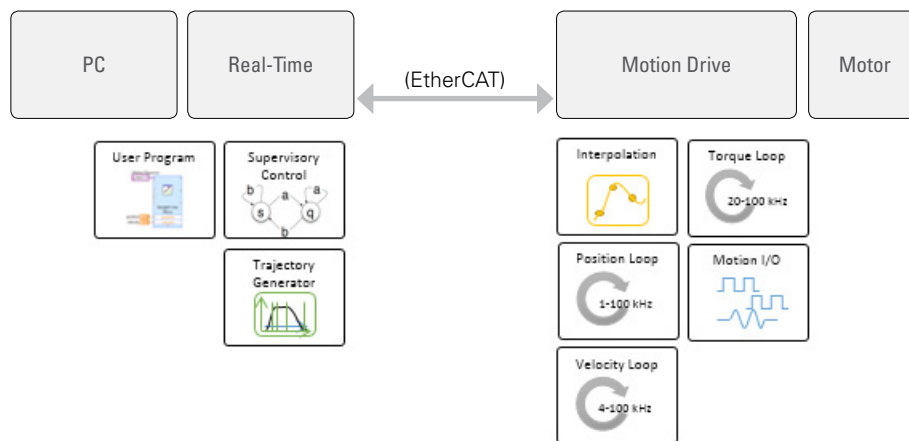 PC
Real-Time
(EtherCAT)
Motion Drive
Motor
User Program
Supervisory
Control
b
a
a
s
q
b
Trajectory
Generator
Interpolation
Torque Loop
20-100 kHz
Position Loop
1-100 kHz
Motion I/O
Velocity Loop
4-100 kHz